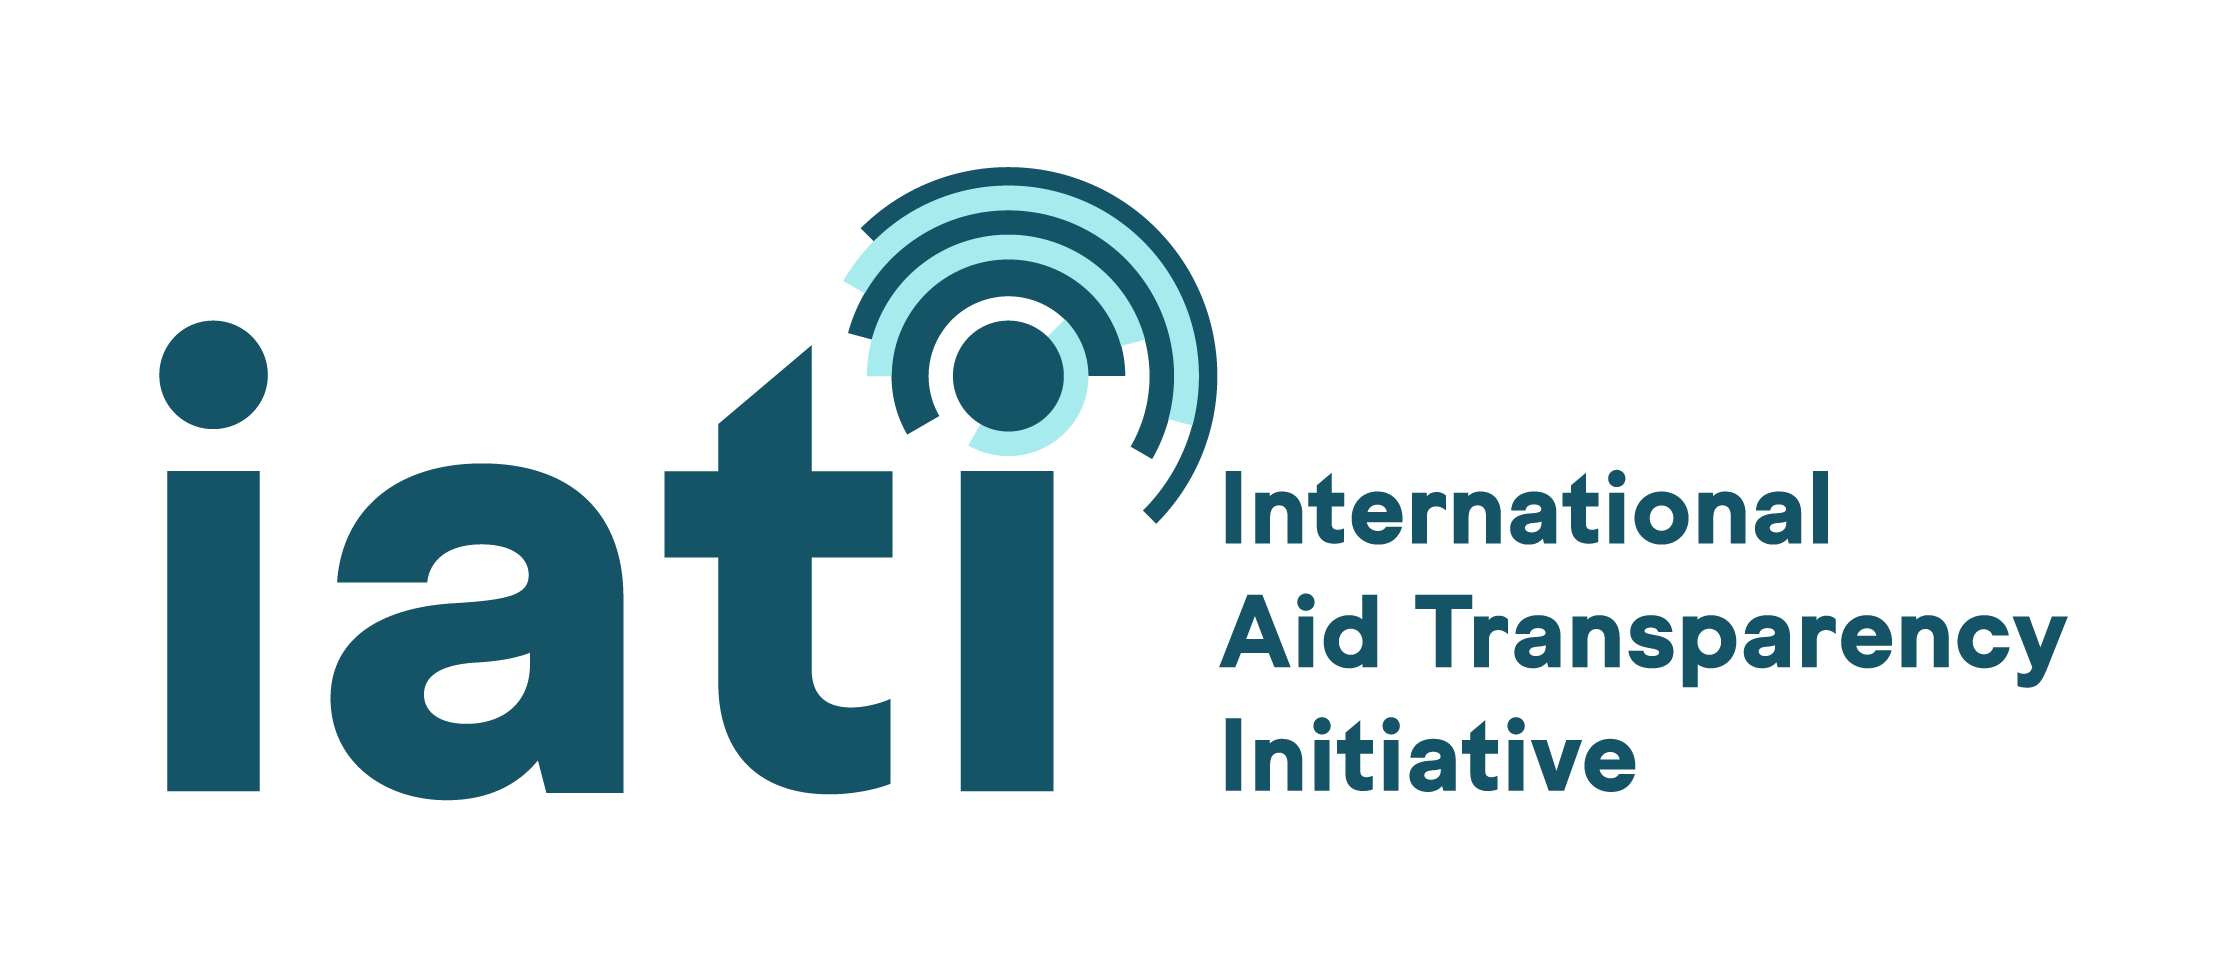 iati
International
Aid Transparency
Initiative